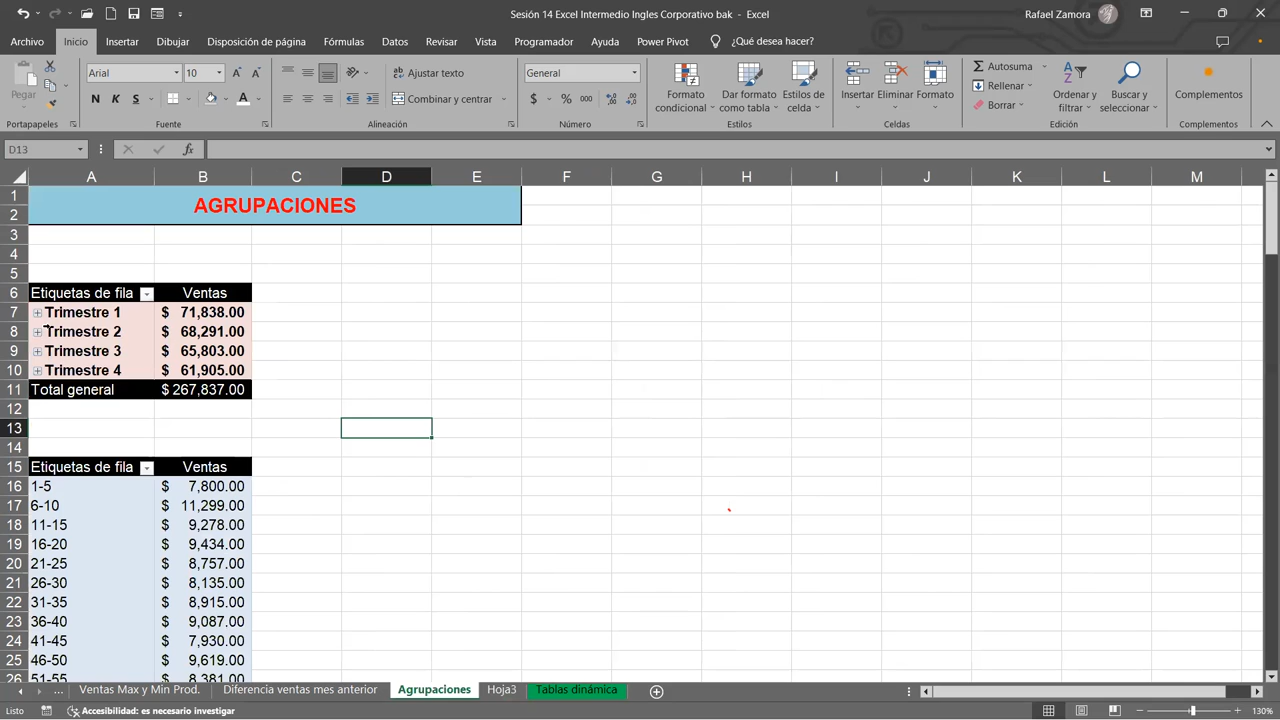 Sesión 14 Excel Intermedio Ingles Corporativo bak - Excel
Rafael Zamora
Archivo Inicio Insertar Dibujar Disposición de página Fórmulas Datos Revisar Vista Programador Ayuda Power Pivot ¿Qué desea hacer?
Pegar
Arial 10
N K S A
Ajustar texto
Combinar y centrar
General
$ % 000
Formato condicional
Dar formato como tabla
Estilos de celda
Insertar Eliminar Formato
Autosuma
Rellenar
Borrar
Ordenar y filtrar
Buscar y seleccionar
Complementos
Portapapeles Fuente Alineación Número Estilos Celdas Edición Complementos
D13 fx
A B C D E F G H I J K L M
1 AGRUPACIONES
2
3
4
5
6 Etiquetas de fila Ventas
7 Trimestre 1 $ 71,838.00
8 Trimestre 2 $ 68,291.00
9 Trimestre 3 $ 65,803.00
10 Trimestre 4 $ 61,905.00
11 Total general $ 267,837.00
12
13
14
15 Etiquetas de fila Ventas
16 1-5 $ 7,800.00
17 6-10 $ 11,299.00
18 11-15 $ 9,278.00
19 16-20 $ 9,434.00
20 21-25 $ 8,757.00
21 26-30 $ 8,135.00
22 31-35 $ 8,915.00
23 36-40 $ 9,087.00
24 41-45 $ 7,930.00
25 46-50 $ 9,619.00
26 51-55 $ 8,381.00
... Ventas Max y Min Prod. Diferencia ventas mes anterior Agrupaciones Hoja3 Tablas dinámica
Listo Accesibilidad: es necesario investigar 130%